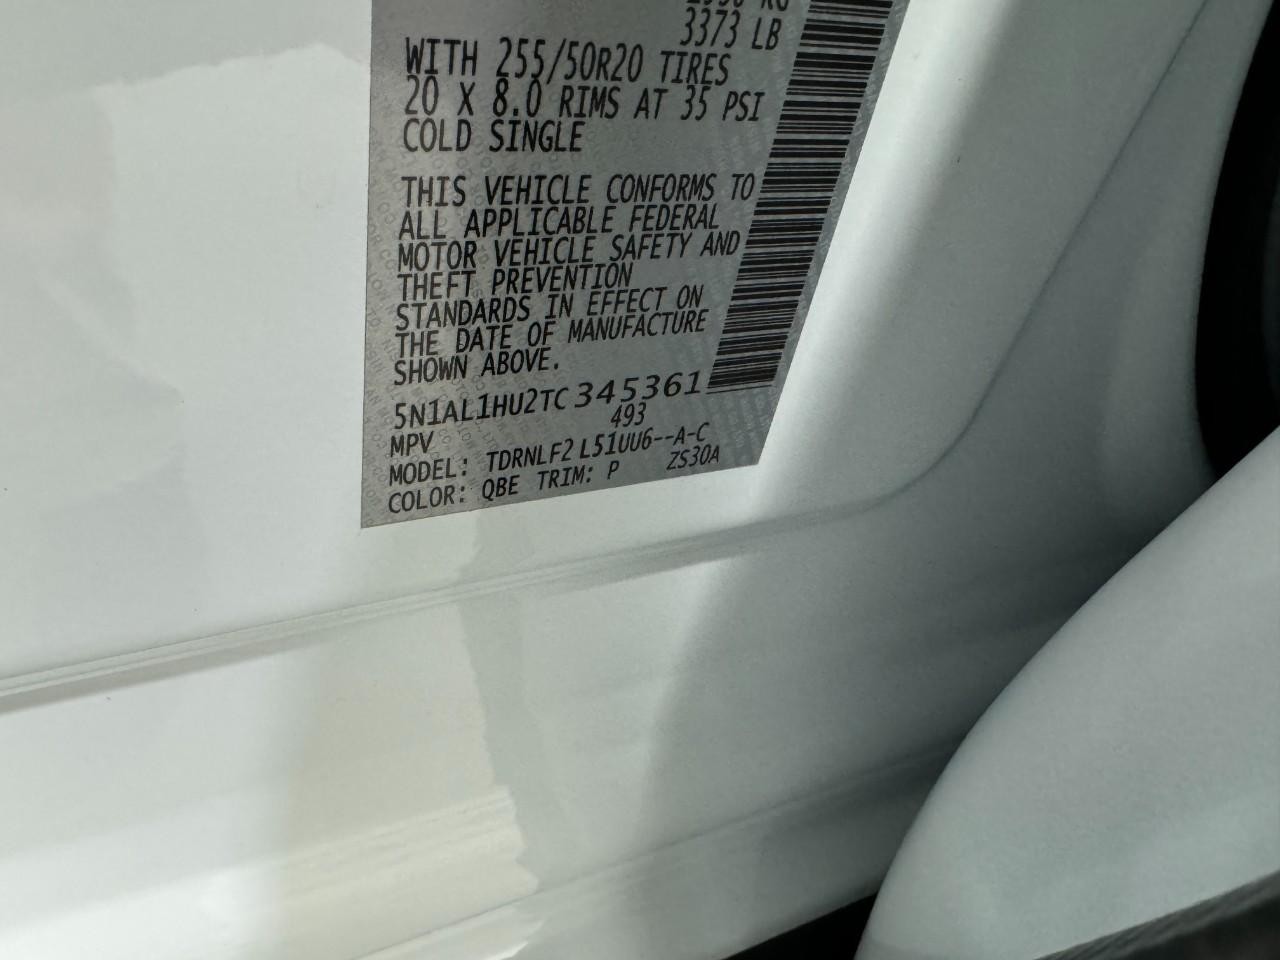 3373 LB
WITH 255/50R20 TIRES
20 X 8.0 RIMS AT 35 PSI
COLD SINGLE
THIS VEHICLE CONFORMS TO
ALL APPLICABLE FEDERAL
MOTOR VEHICLE SAFETY AND
THEFT PREVENTION
STANDARDS IN EFFECT ON
THE DATE OF MANUFACTURE
SHOWN ABOVE.
5N1AL1HU2TC345361
MPV 493
MODEL: TDRNLF2 L51UU6--A-C
COLOR: QBE TRIM: P ZS30A